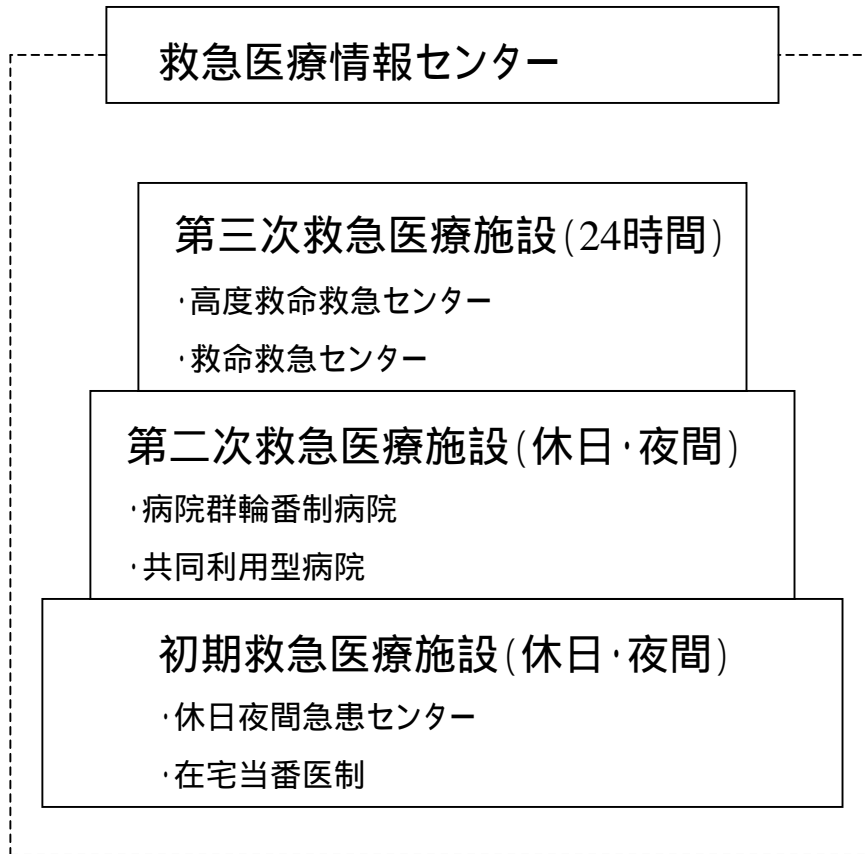 救急医療情報センター
第三次救急医療施設(24時間)
・高度救命救急センター
・救命救急センター
第二次救急医療施設(休日・夜間)
・病院群輪番制病院
・共同利用型病院
初期救急医療施設(休日・夜間)
・休日夜間急患センター
・在宅当番医制